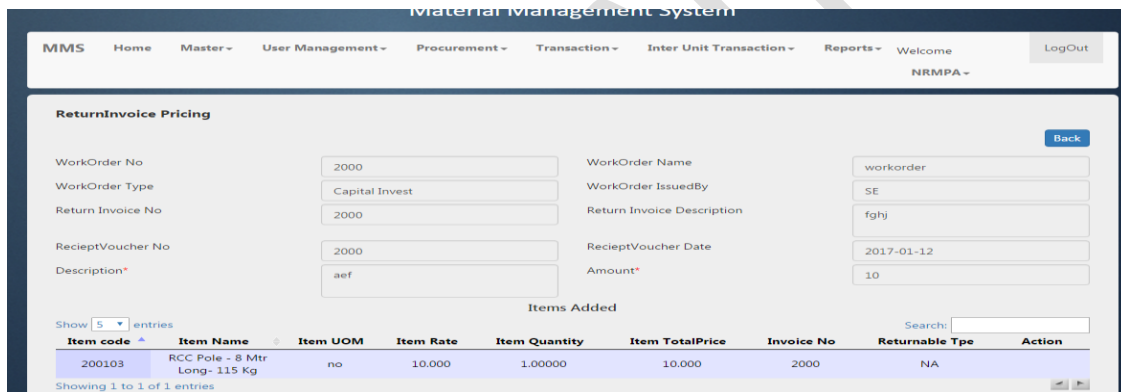 Material Management System
MMS Home Master User Management Procurement Transaction Inter Unit Transaction Reports Welcome NRMPA LogOut
ReturnInvoice Pricing
Back
WorkOrder No 2000 WorkOrder Name workorder
WorkOrder Type Capital Invest WorkOrder IssuedBy SE
Return Invoice No 2000 Return Invoice Description fghj
RecieptVoucher No 2000 RecieptVoucher Date 2017-01-12
Description* aef Amount* 10
Items Added
Show 5 entries Search:
Item code Item Name Item UOM Item Rate Item Quantity Item TotalPrice Invoice No Returnable Tpe Action
200103 RCC Pole - 8 Mtr Long- 115 Kg no 10.000 1.00000 10.000 2000 NA
Showing 1 to 1 of 1 entries